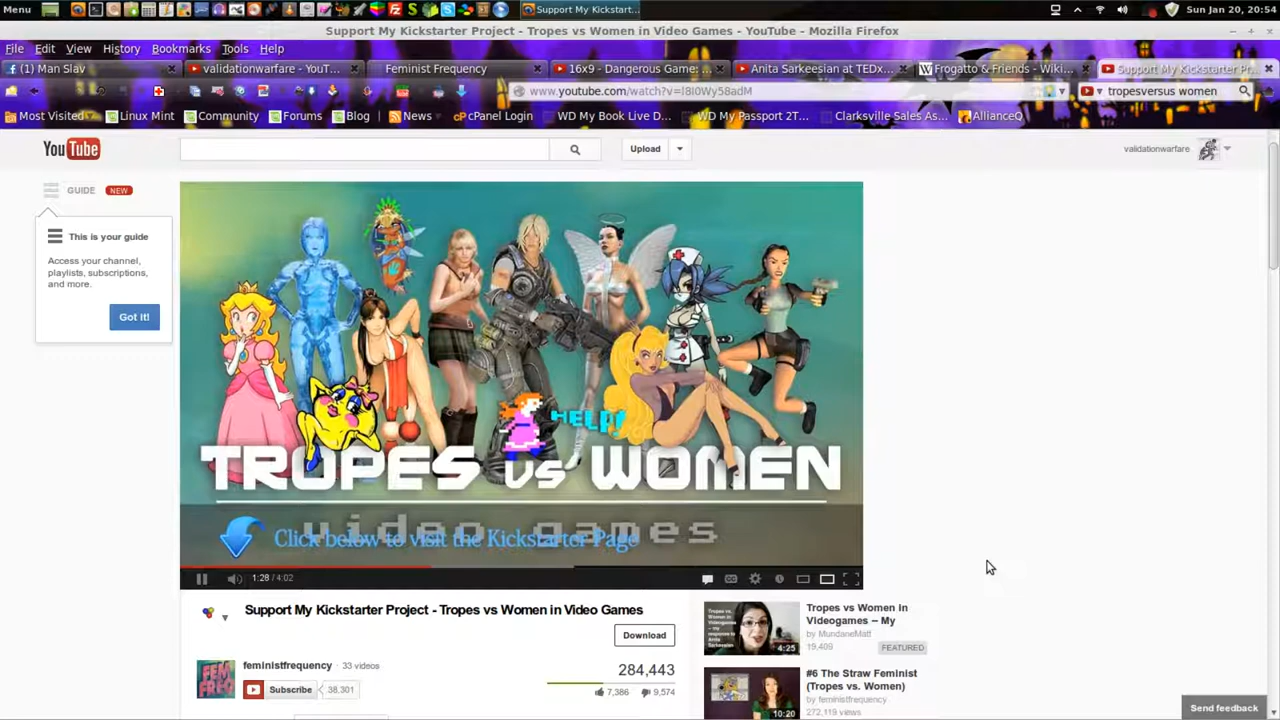 Menu
Support My Kickstart...
Sun Jan 20, 20:54
Support My Kickstarter Project - Tropes vs Women in Video Games - YouTube - Mozilla Firefox
File Edit View History Bookmarks Tools Help
(1) Man Slav
validationwarfare - YouT...
Feminist Frequency
16x9 - Dangerous Game: ...
Anita Sarkeesian at TEDx...
Frogatto & Friends - Wiki...
Support My Kickstarter Pr...
www.youtube.com/watch?v=l8I0Wy58adM
tropesversus women
Most Visited
Linux Mint
Community
Forums
Blog
News
cPanel Login
WD My Book Live D...
WD My Passport 2T...
Clarksville Sales As...
AllianceQ
YouTube
Upload
validationwarfare
GUIDE NEW
This is your guide
Access your channel,
playlists, subscriptions,
and more.
Got it!
HELP!
TROPES vs WOMEN
video games
Click below to visit the Kickstarter Page
1:28 / 4:02
Support My Kickstarter Project - Tropes vs Women in Video Games
Download
feministfrequency · 33 videos
Subscribe 38,301
284,443
7,386 9,574
Tropes vs Women in
Videogames – My
by MundaneMatt
19,409 FEATURED
4:25
#6 The Straw Feminist
(Tropes vs. Women)
by feministfrequency
272,119 views
10:20
Send feedback